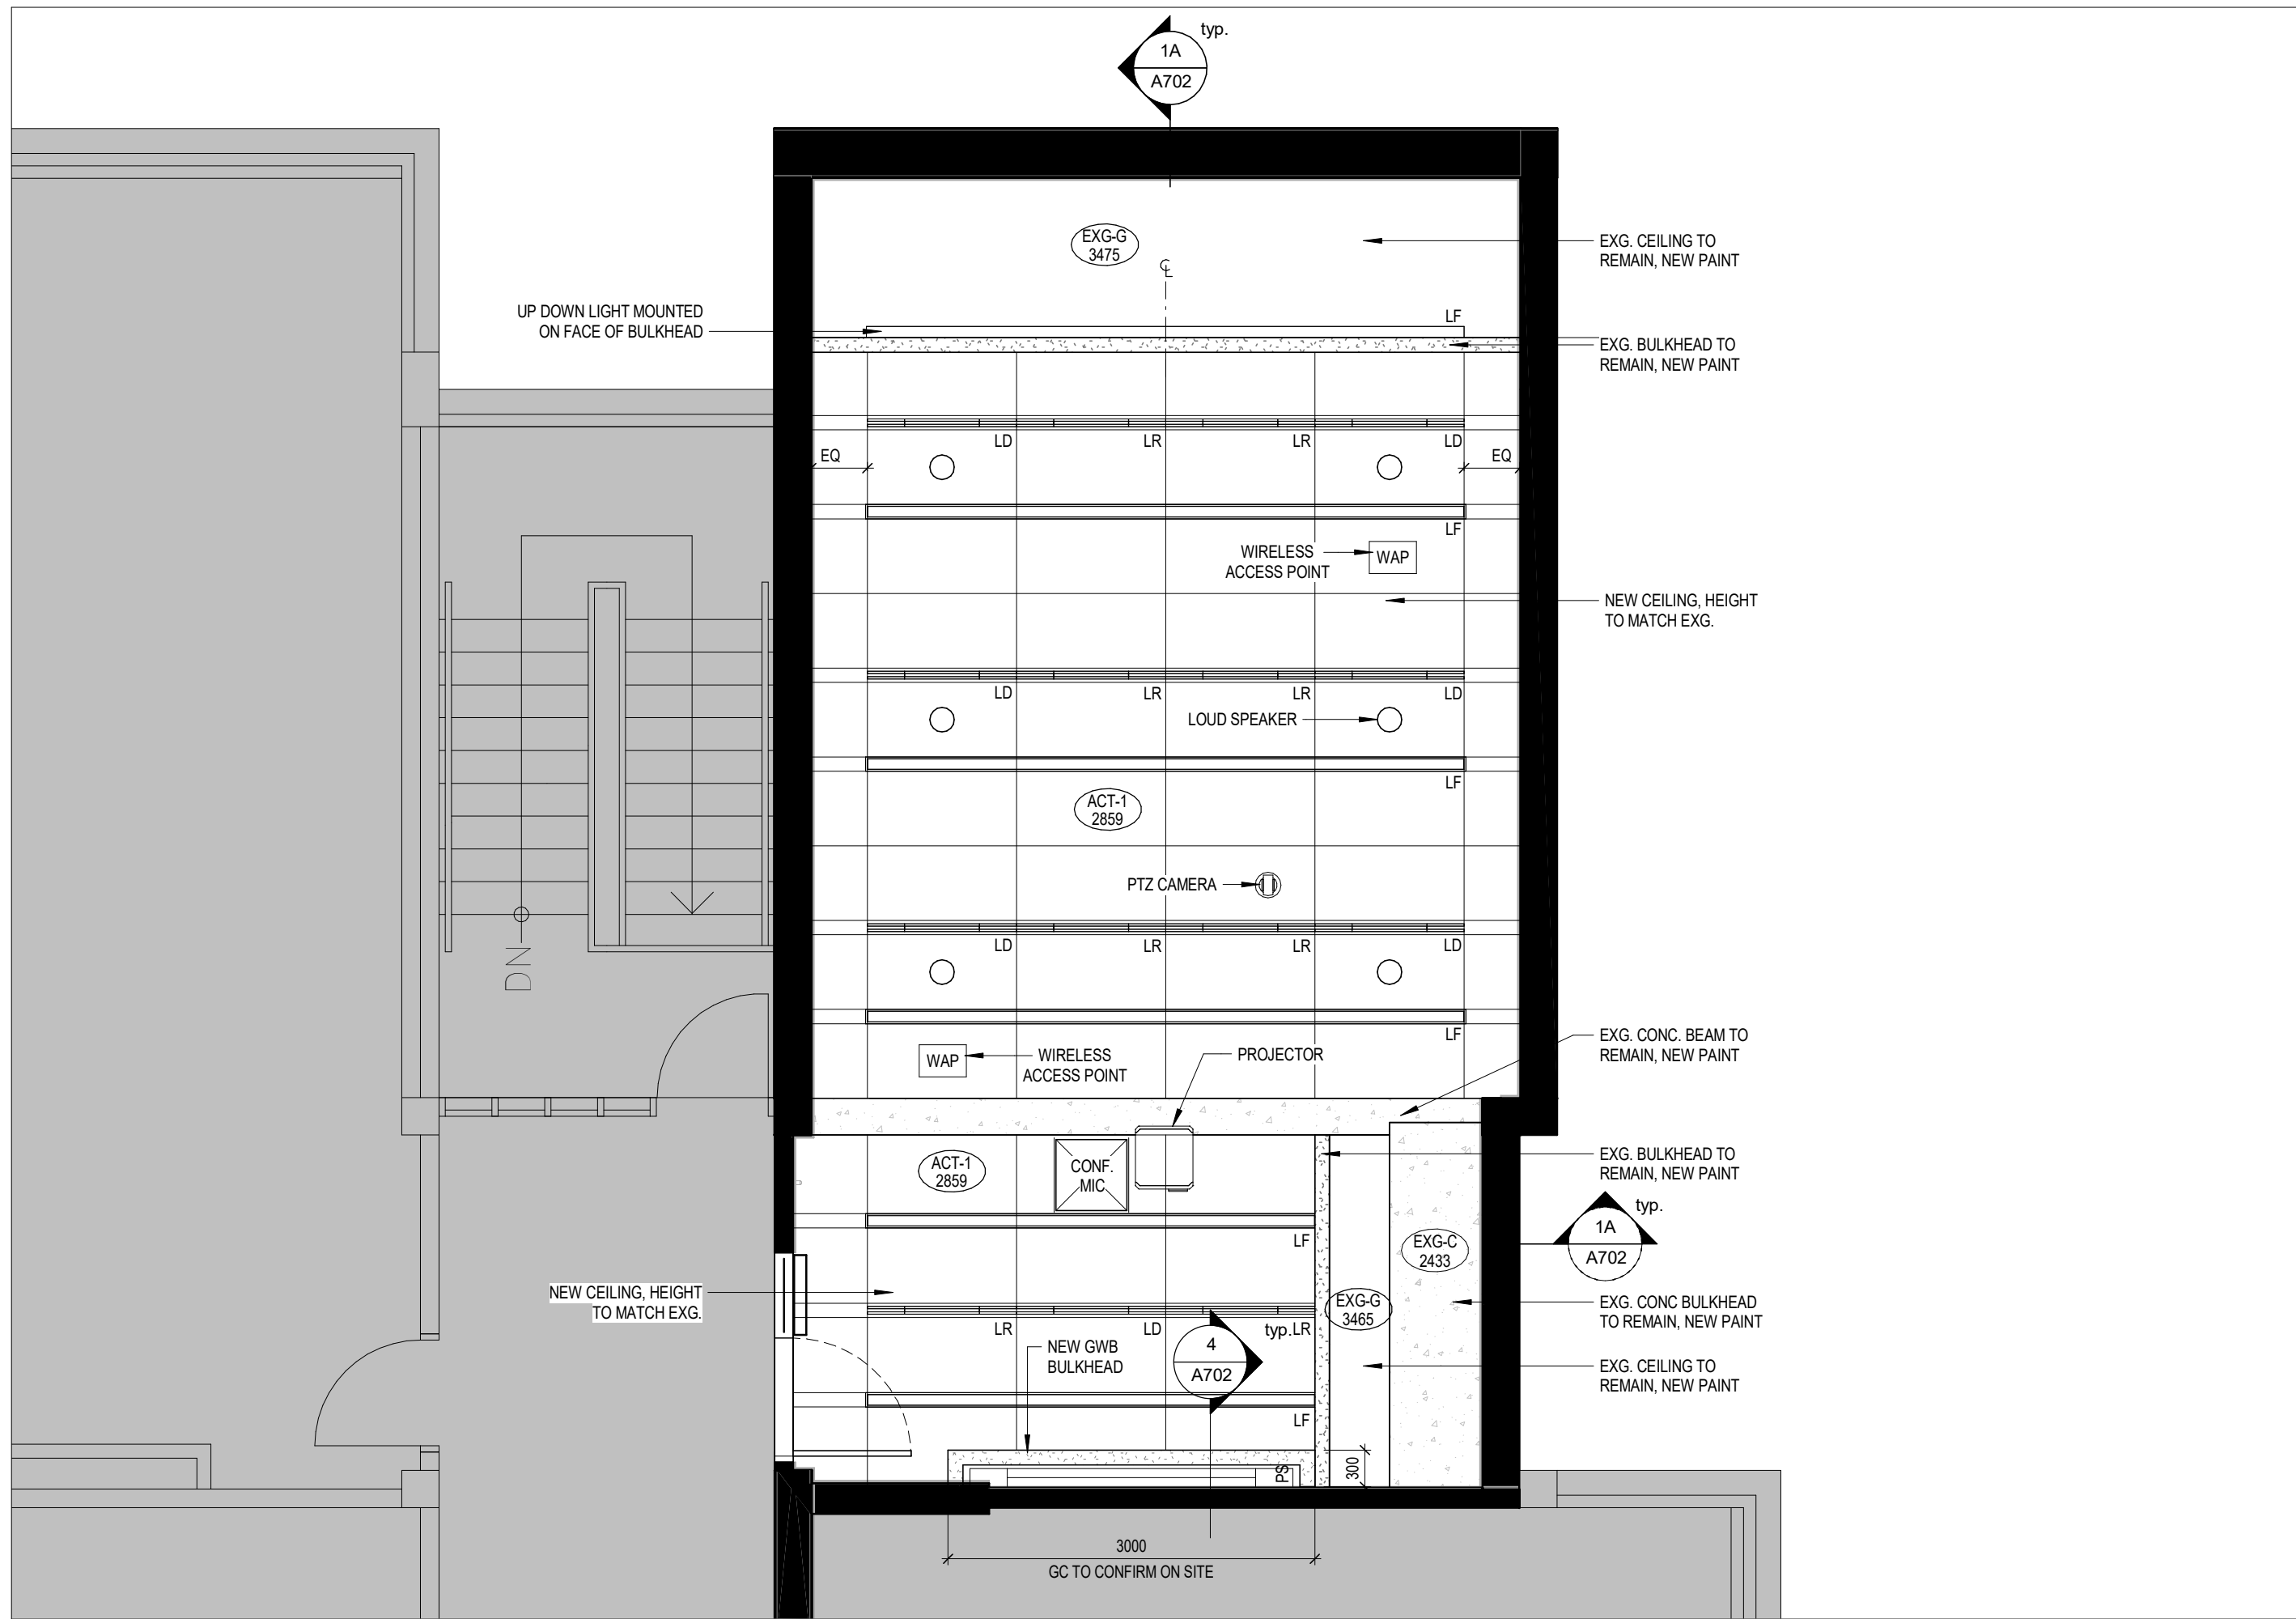 typ.
1A
A702
EXG-G
3475
EXG. CEILING TO
REMAIN, NEW PAINT
℄
UP DOWN LIGHT MOUNTED
ON FACE OF BULKHEAD
LF
EXG. BULKHEAD TO
REMAIN, NEW PAINT
LD
LR
LR
LD
EQ
EQ
LF
WIRELESS
ACCESS POINT
WAP
NEW CEILING, HEIGHT
TO MATCH EXG.
LD
LR
LR
LD
LOUD SPEAKER
LF
ACT-1
2859
PTZ CAMERA
LD
LR
LR
LD
DN
LF
WAP
WIRELESS
ACCESS POINT
PROJECTOR
EXG. CONC. BEAM TO
REMAIN, NEW PAINT
ACT-1
2859
CONF.
MIC
EXG. BULKHEAD TO
REMAIN, NEW PAINT
typ.
1A
A702
LF
EXG-C
2433
NEW CEILING, HEIGHT
TO MATCH EXG.
EXG-G
3465
EXG. CONC BULKHEAD
TO REMAIN, NEW PAINT
LR
LD
typ.
LR
4
A702
NEW GWB
BULKHEAD
EXG. CEILING TO
REMAIN, NEW PAINT
LF
PS
300
3000
GC TO CONFIRM ON SITE